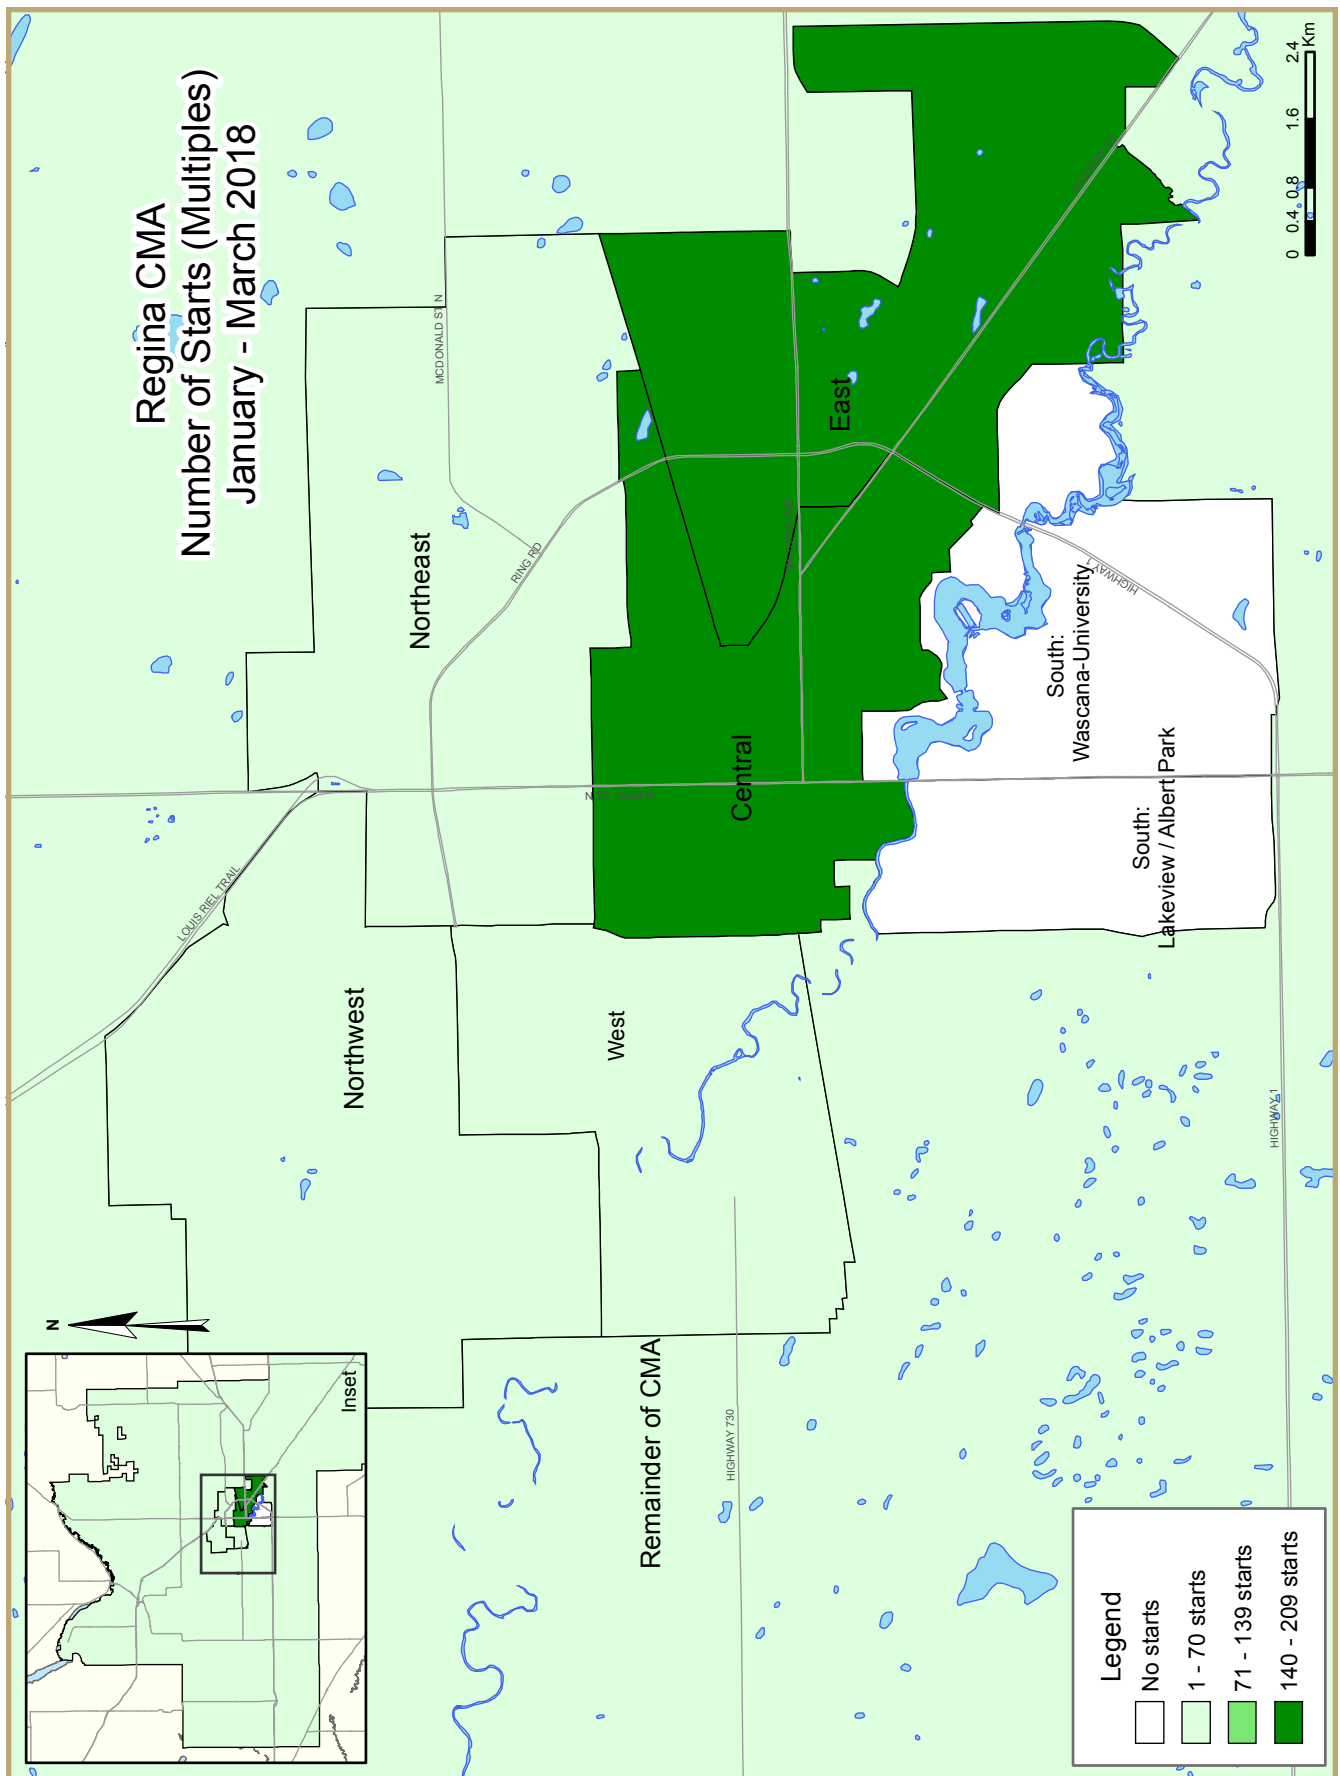 Regina CMA
Number of Starts (Multiples)
January - March 2018
N
Inset
LOUIS RIEL TRAIL
MCDONALD ST N
RING RD
Northwest
Northeast
West
Central
East
Remainder of CMA
HIGHWAY 730
South:
Lakeview / Albert Park
South:
Wascana-University
HIGHWAY 1
HIGHWAY 1
Legend
No starts
1 - 70 starts
71 - 139 starts
140 - 209 starts
0 0.4 0.8 1.6 2.4
Km